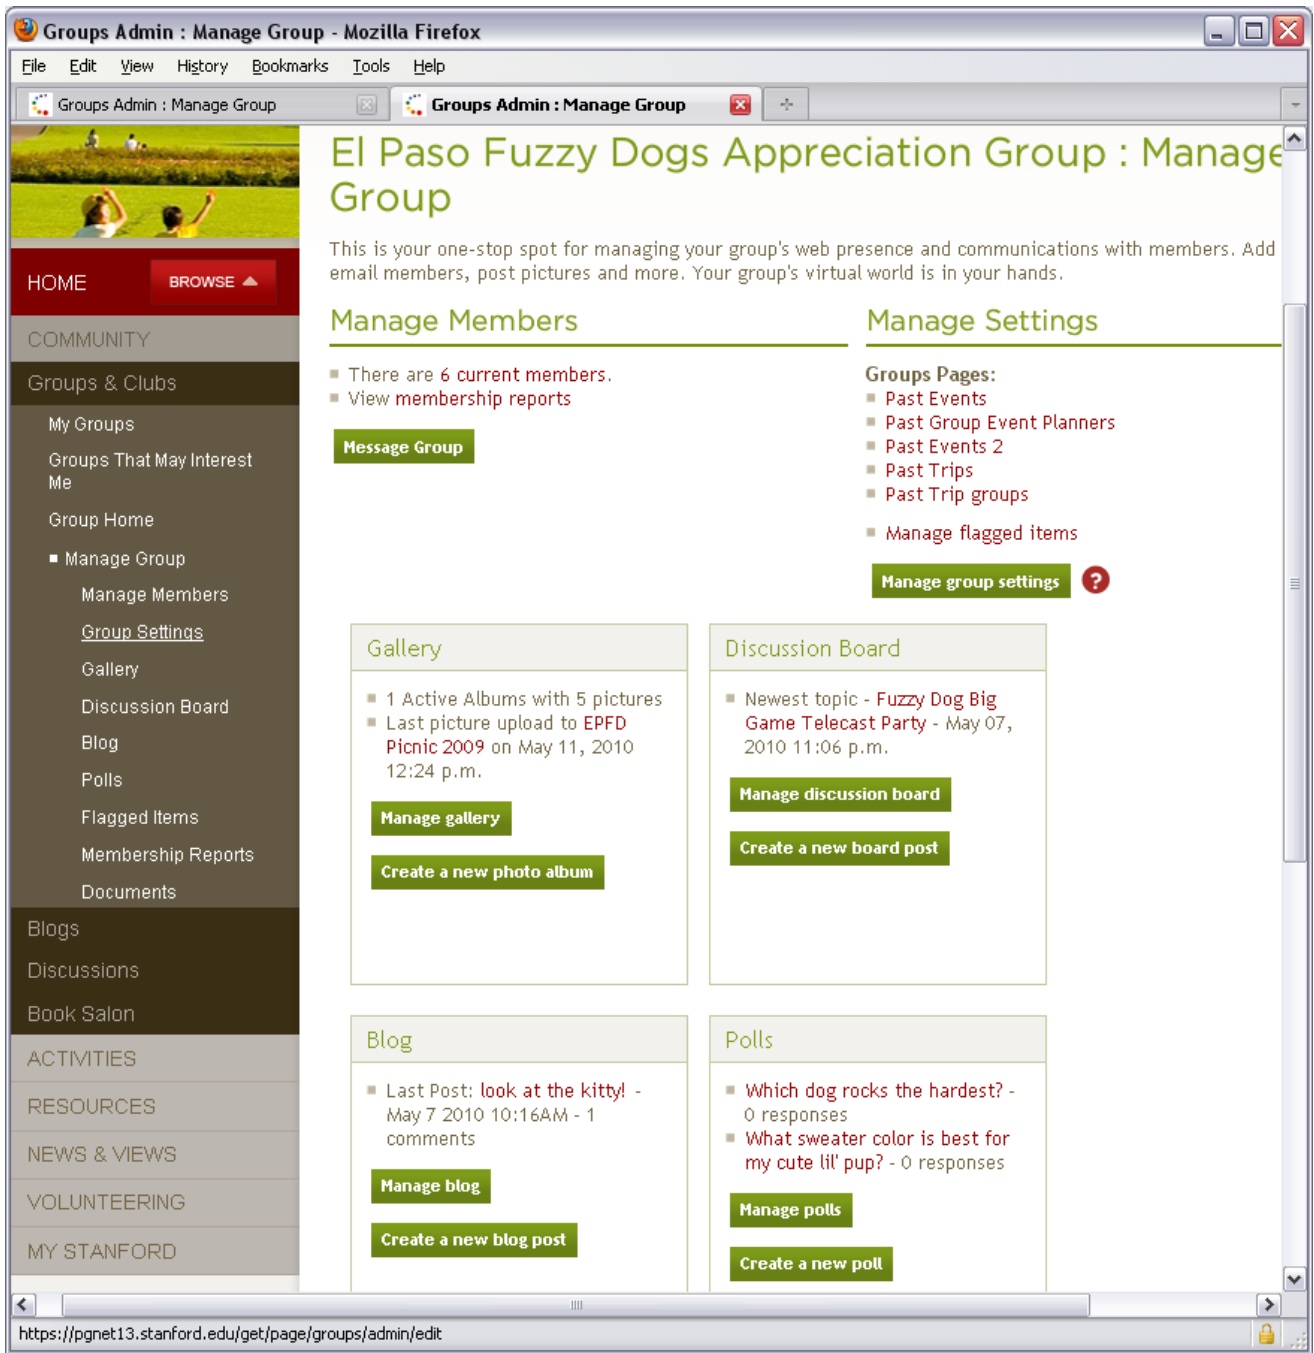 Groups Admin : Manage Group - Mozilla Firefox
File Edit View History Bookmarks Tools Help
Groups Admin : Manage Group
Groups Admin : Manage Group
El Paso Fuzzy Dogs Appreciation Group : Manage
Group
This is your one-stop spot for managing your group's web presence and communications with members. Add
email members, post pictures and more. Your group's virtual world is in your hands.
HOME
BROWSE
COMMUNITY
Groups & Clubs
My Groups
Groups That May Interest
Me
Group Home
Manage Group
Manage Members
Group Settings
Gallery
Discussion Board
Blog
Polls
Flagged Items
Membership Reports
Documents
Blogs
Discussions
Book Salon
ACTIVITIES
RESOURCES
NEWS & VIEWS
VOLUNTEERING
MY STANFORD
Manage Members
There are 6 current members.
View membership reports
Message Group
Manage Settings
Groups Pages:
Past Events
Past Group Event Planners
Past Events 2
Past Trips
Past Trip groups
Manage flagged items
Manage group settings
?
Gallery
1 Active Albums with 5 pictures
Last picture upload to EPFD
Picnic 2009 on May 11, 2010
12:24 p.m.
Manage gallery
Create a new photo album
Discussion Board
Newest topic - Fuzzy Dog Big
Game Telecast Party - May 07,
2010 11:06 p.m.
Manage discussion board
Create a new board post
Blog
Last Post: look at the kitty! -
May 7 2010 10:16AM - 1
comments
Manage blog
Create a new blog post
Polls
Which dog rocks the hardest? -
0 responses
What sweater color is best for
my cute lil' pup? - 0 responses
Manage polls
Create a new poll
https://pgnet13.stanford.edu/get/page/groups/admin/edit